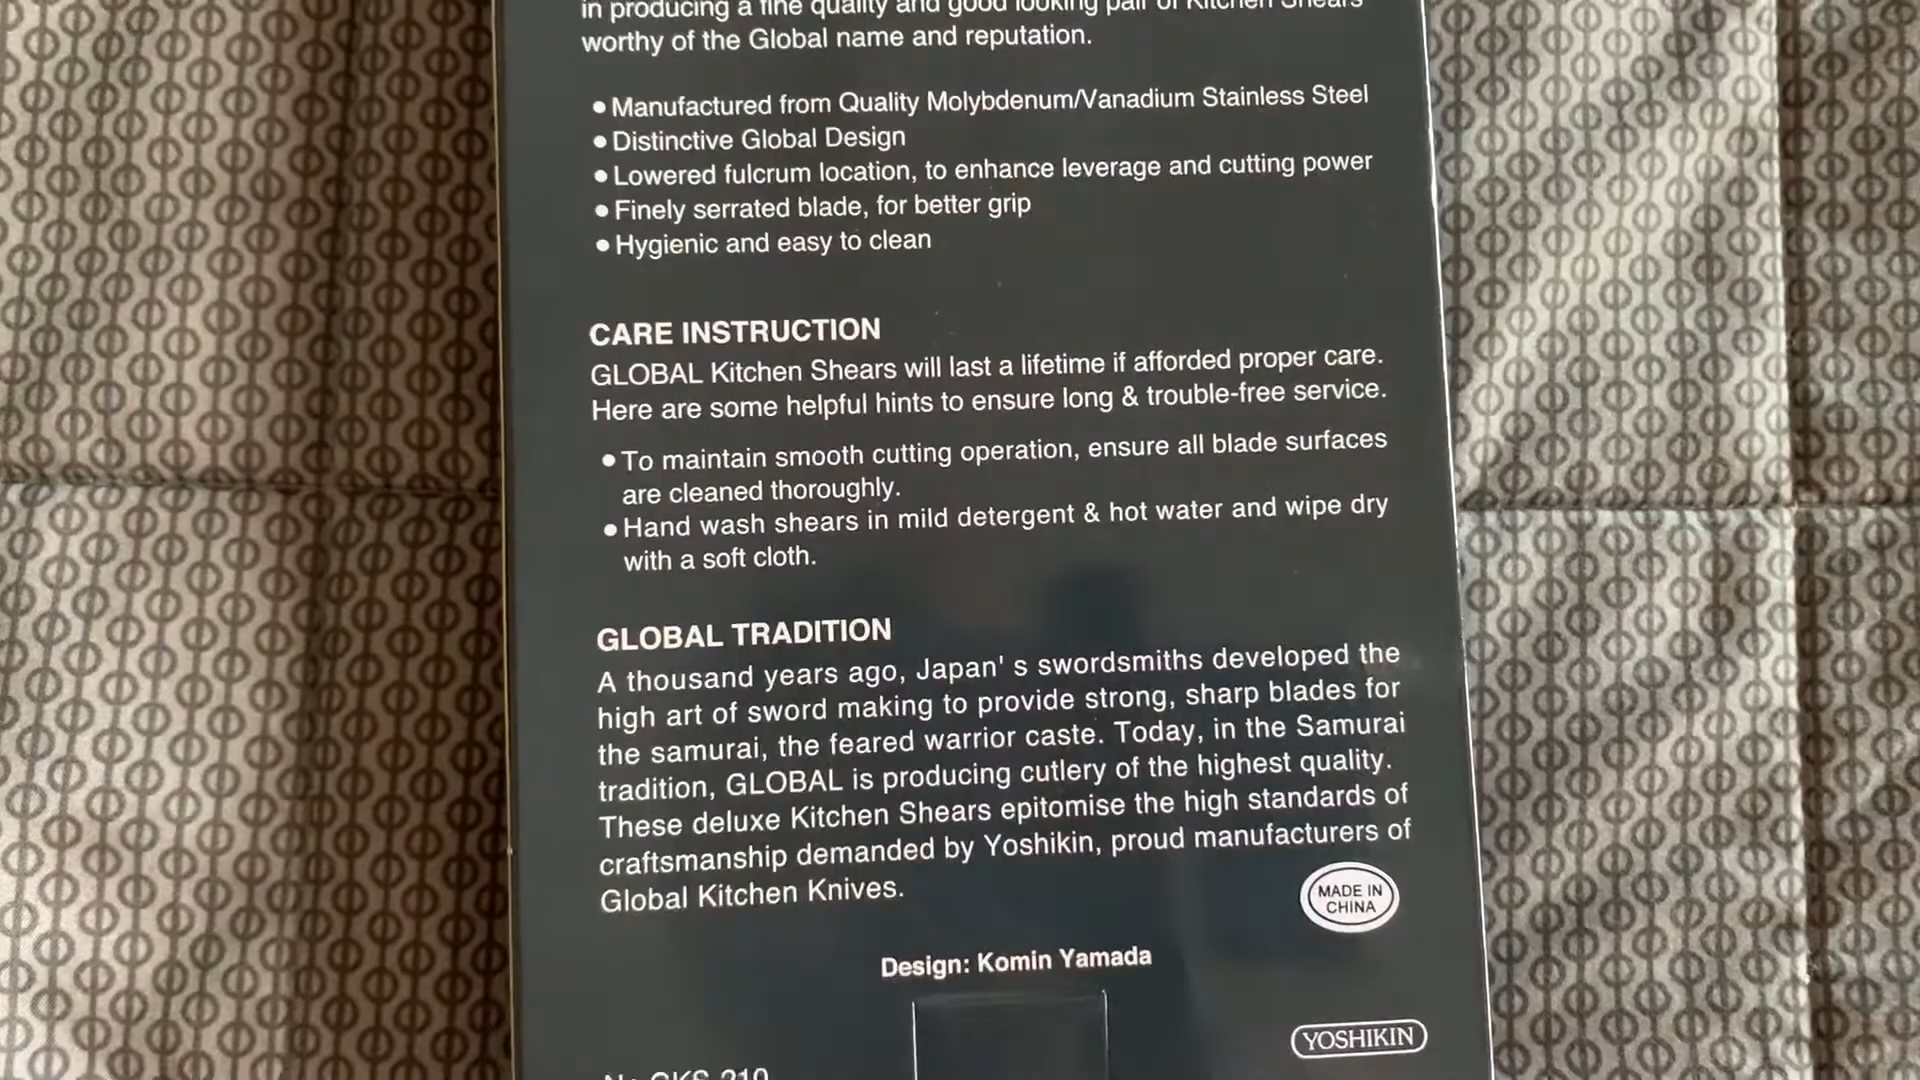 in producing a fine quality and good looking pair of Kitchen Shears
worthy of the Global name and reputation.
● Manufactured from Quality Molybdenum/Vanadium Stainless Steel
● Distinctive Global Design
● Lowered fulcrum location, to enhance leverage and cutting power
● Finely serrated blade, for better grip
● Hygienic and easy to clean
CARE INSTRUCTION
GLOBAL Kitchen Shears will last a lifetime if afforded proper care.
Here are some helpful hints to ensure long & trouble-free service.
● To maintain smooth cutting operation, ensure all blade surfaces
are cleaned thoroughly.
● Hand wash shears in mild detergent & hot water and wipe dry
with a soft cloth.
GLOBAL TRADITION
A thousand years ago, Japan' s swordsmiths developed the
high art of sword making to provide strong, sharp blades for
the samurai, the feared warrior caste. Today, in the Samurai
tradition, GLOBAL is producing cutlery of the highest quality.
These deluxe Kitchen Shears epitomise the high standards of
craftsmanship demanded by Yoshikin, proud manufacturers of
Global Kitchen Knives.
MADE IN
CHINA
Design: Komin Yamada
YOSHIKIN
GKS-210